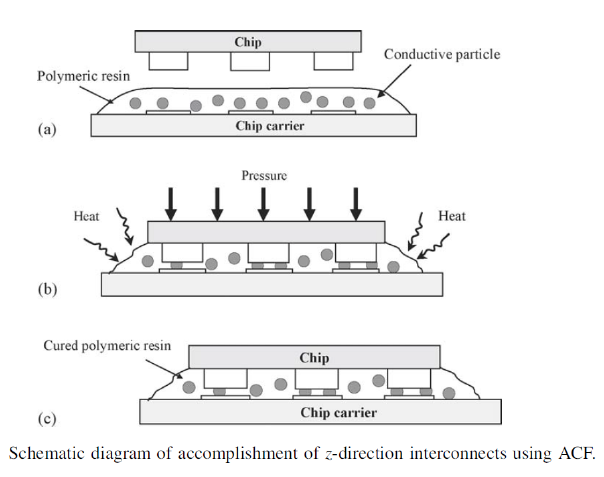 Chip
Conductive particle
Polymeric resin
(a)
Chip carrier
Pressure
Heat
Heat
(b)
Cured polymeric resin
Chip
(c)
Chip carrier
Schematic diagram of accomplishment of z-direction interconnects using ACF.